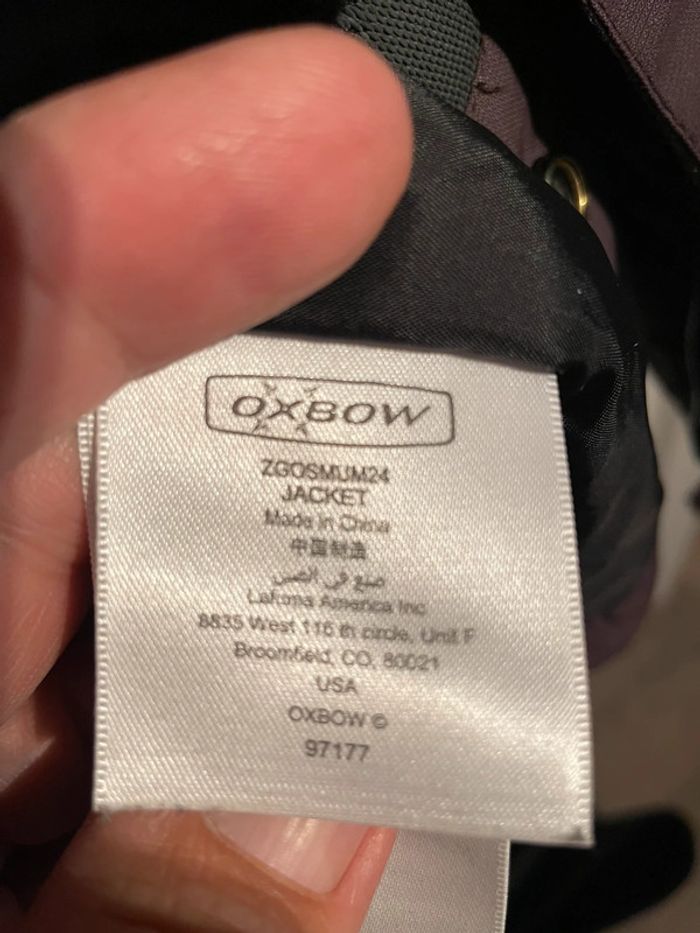 OXBOW
ZGOSMUM24
JACKET
Made in China
中国制造
صنع في الصين
Lafuma America Inc
8835 West 116 th circle, Unit F
Broomfield, CO, 80021
USA
OXBOW ©
97177